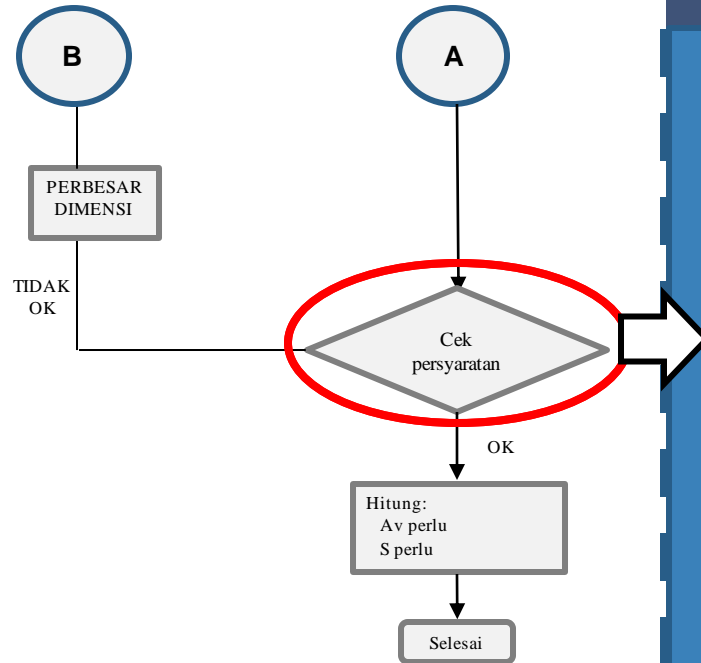 B
A
PERBESAR
DIMENSI
TIDAK
OK
Cek
persyaratan
OK
Hitung:
Av perlu
S perlu
Selesai